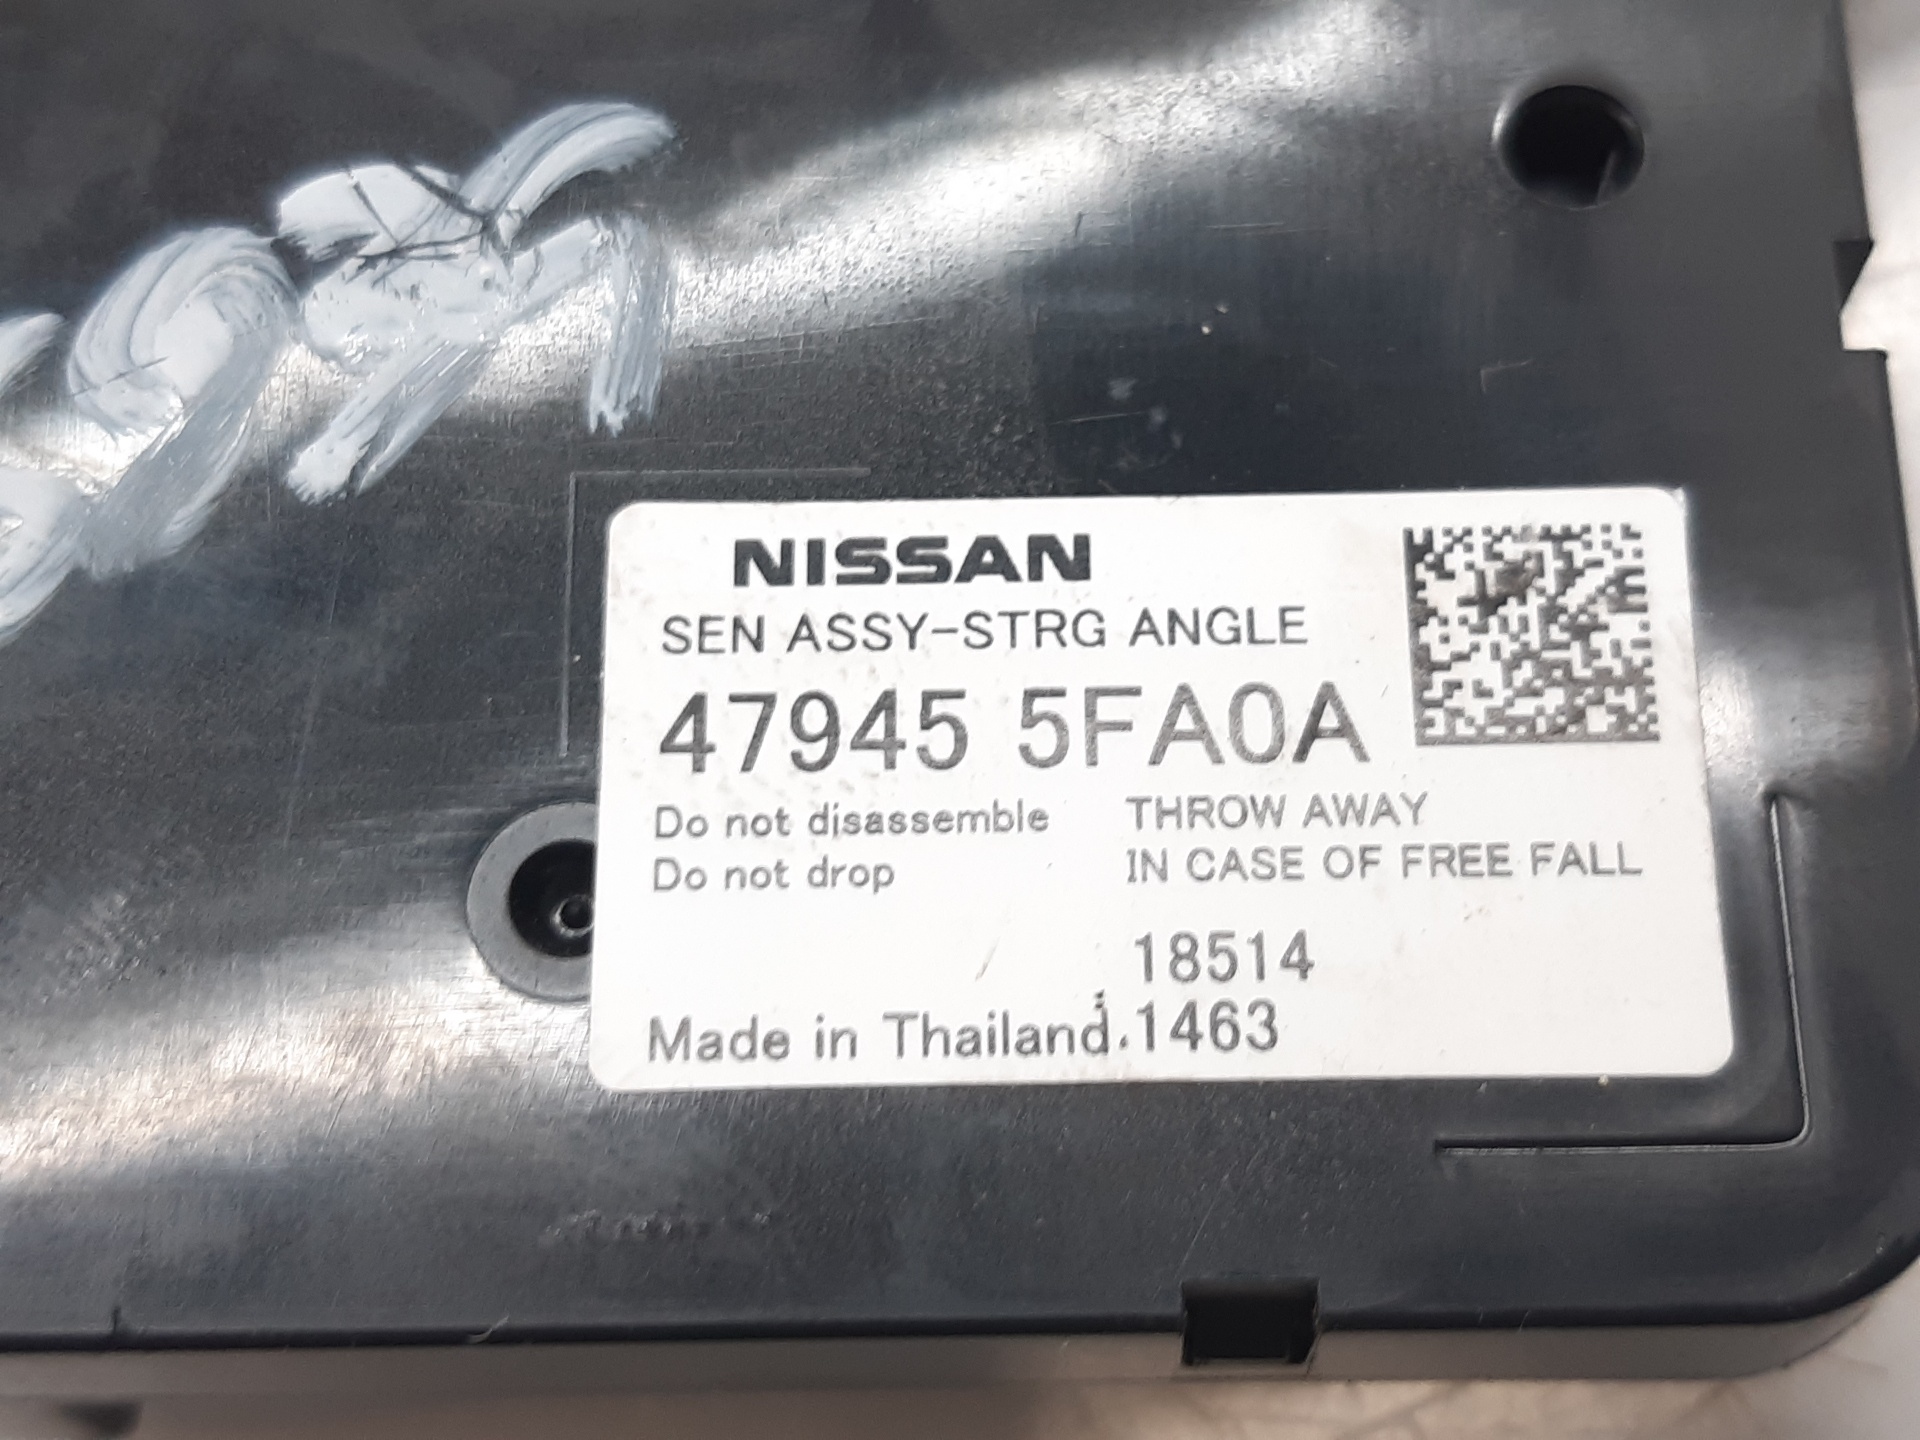 NISSAN
SEN ASSY-STRG ANGLE
47945 5FA0A
Do not disassemble THROW AWAY
Do not drop IN CASE OF FREE FALL
18514
Made in Thailand.1463